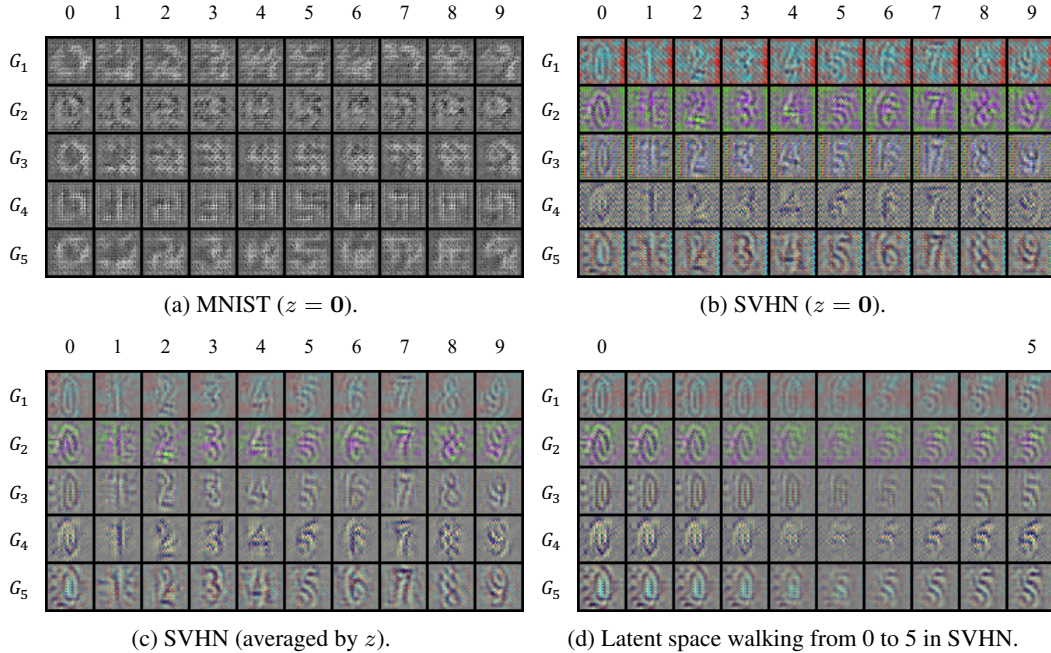 0 1 2 3 4 5 6 7 8 9
G₁
G₂
G₃
G₄
G₅
(a) MNIST (z = 0).
0 1 2 3 4 5 6 7 8 9
G₁
G₂
G₃
G₄
G₅
(b) SVHN (z = 0).
0 1 2 3 4 5 6 7 8 9
G₁
G₂
G₃
G₄
G₅
(c) SVHN (averaged by z).
0 5
G₁
G₂
G₃
G₄
G₅
(d) Latent space walking from 0 to 5 in SVHN.